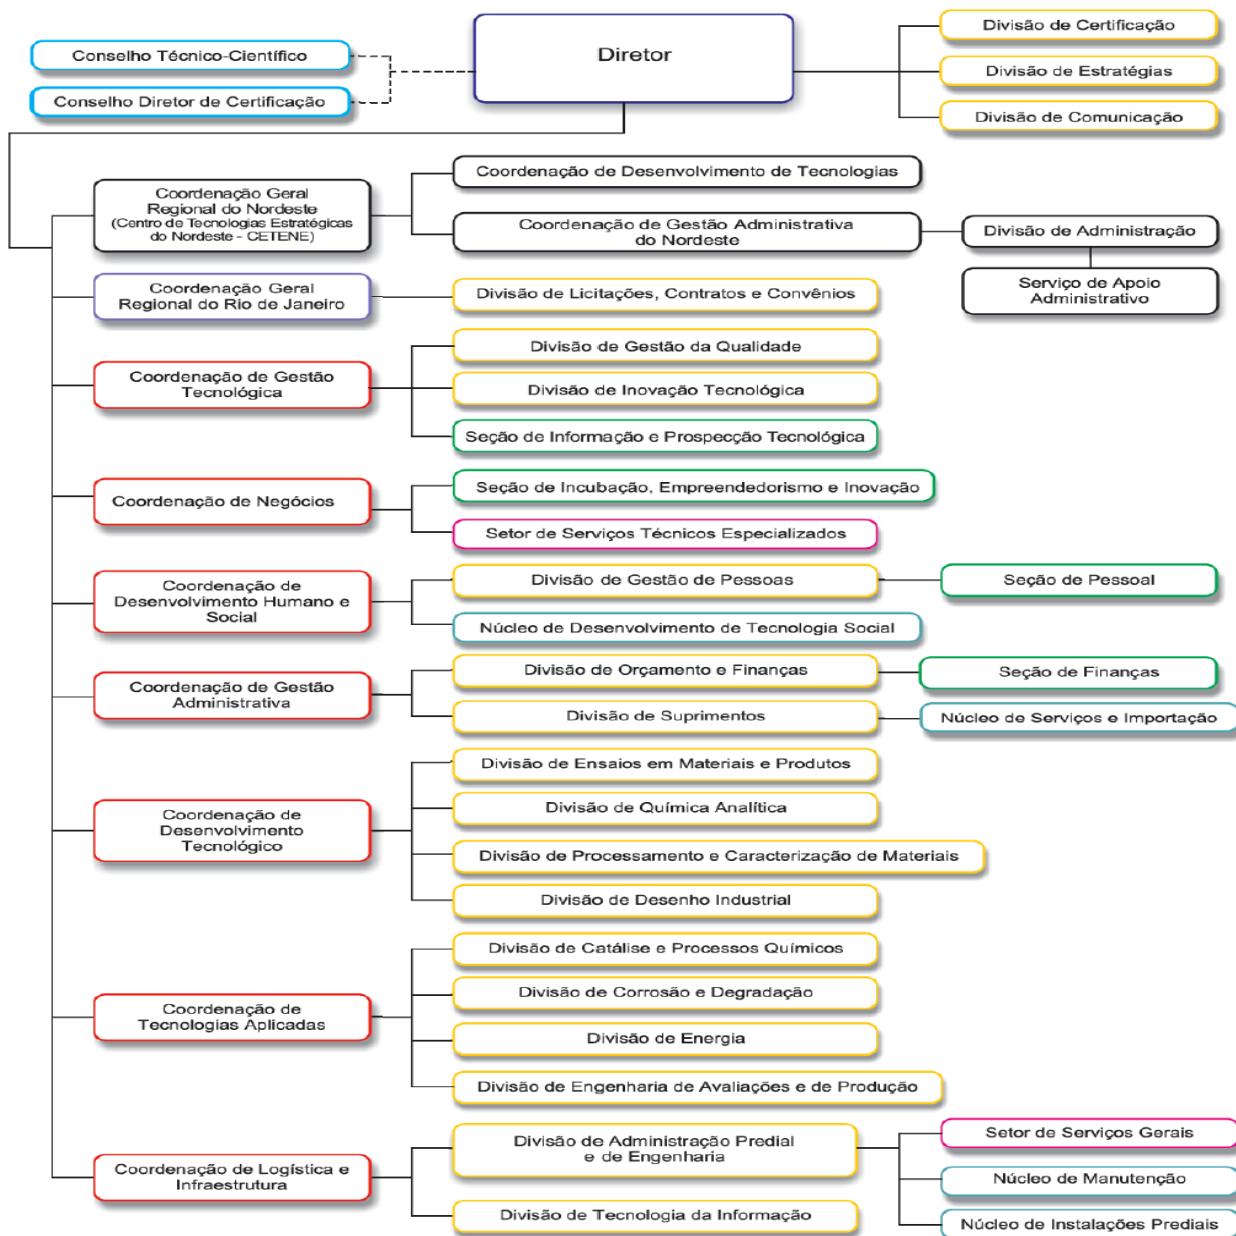 Diretor
Conselho Técnico-Científico
Conselho Diretor de Certificação
Divisão de Certificação
Divisão de Estratégias
Divisão de Comunicação
Coordenação Geral
Regional do Nordeste
(Centro de Tecnologias Estratégicas
do Nordeste - CETENE)
Coordenação de Desenvolvimento de Tecnologias
Coordenação de Gestão Administrativa
do Nordeste
Divisão de Administração
Serviço de Apoio
Administrativo
Coordenação Geral
Regional do Rio de Janeiro
Divisão de Licitações, Contratos e Convênios
Coordenação de Gestão
Tecnológica
Divisão de Gestão da Qualidade
Divisão de Inovação Tecnológica
Seção de Informação e Prospecção Tecnológica
Coordenação de Negócios
Seção de Incubação, Empreendedorismo e Inovação
Setor de Serviços Técnicos Especializados
Coordenação de
Desenvolvimento Humano e
Social
Divisão de Gestão de Pessoas
Seção de Pessoal
Núcleo de Desenvolvimento de Tecnologia Social
Coordenação de Gestão
Administrativa
Divisão de Orçamento e Finanças
Seção de Finanças
Divisão de Suprimentos
Núcleo de Serviços e Importação
Coordenação de
Desenvolvimento
Tecnológico
Divisão de Ensaios em Materiais e Produtos
Divisão de Química Analítica
Divisão de Processamento e Caracterização de Materiais
Divisão de Desenho Industrial
Coordenação de
Tecnologias Aplicadas
Divisão de Catálise e Processos Químicos
Divisão de Corrosão e Degradação
Divisão de Energia
Divisão de Engenharia de Avaliações e de Produção
Coordenação de Logística e
Infraestrutura
Divisão de Administração Predial
e de Engenharia
Setor de Serviços Gerais
Núcleo de Manutenção
Núcleo de Instalações Prediais
Divisão de Tecnologia da Informação